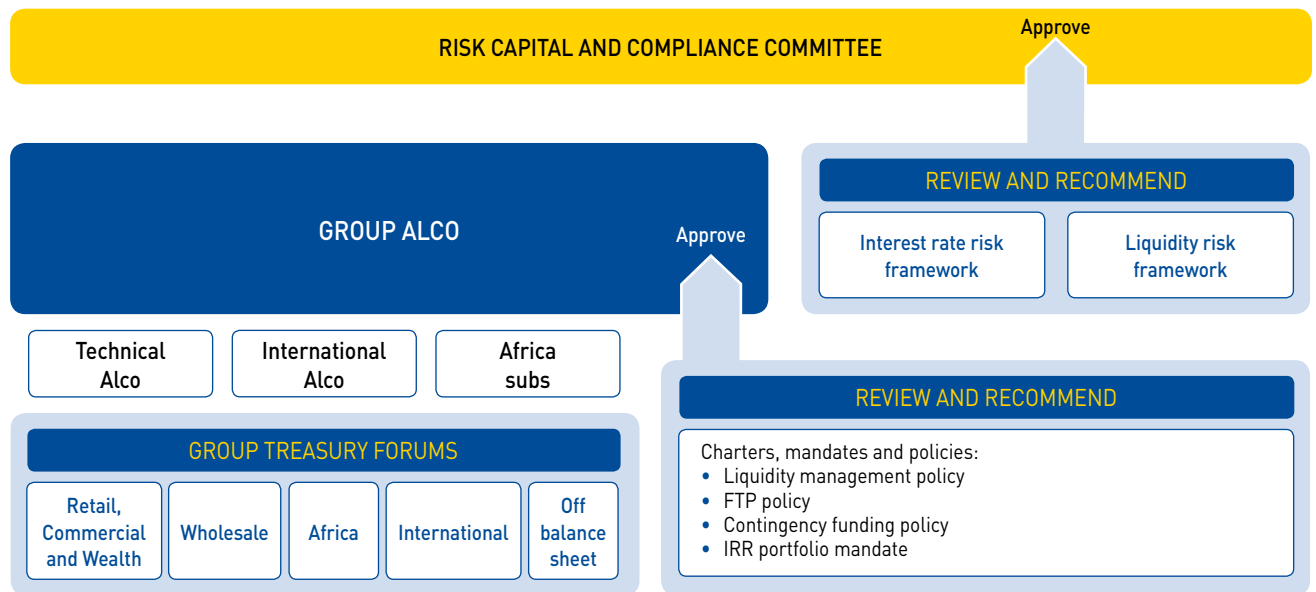 RISK CAPITAL AND COMPLIANCE COMMITTEE
Approve
GROUP ALCO
Approve
REVIEW AND RECOMMEND
Interest rate risk
framework
Liquidity risk
framework
Technical
Alco
International
Alco
Africa
subs
REVIEW AND RECOMMEND
Charters, mandates and policies:
• Liquidity management policy
• FTP policy
• Contingency funding policy
• IRR portfolio mandate
GROUP TREASURY FORUMS
Retail,
Commercial
and Wealth
Wholesale
Africa
International
Off
balance
sheet